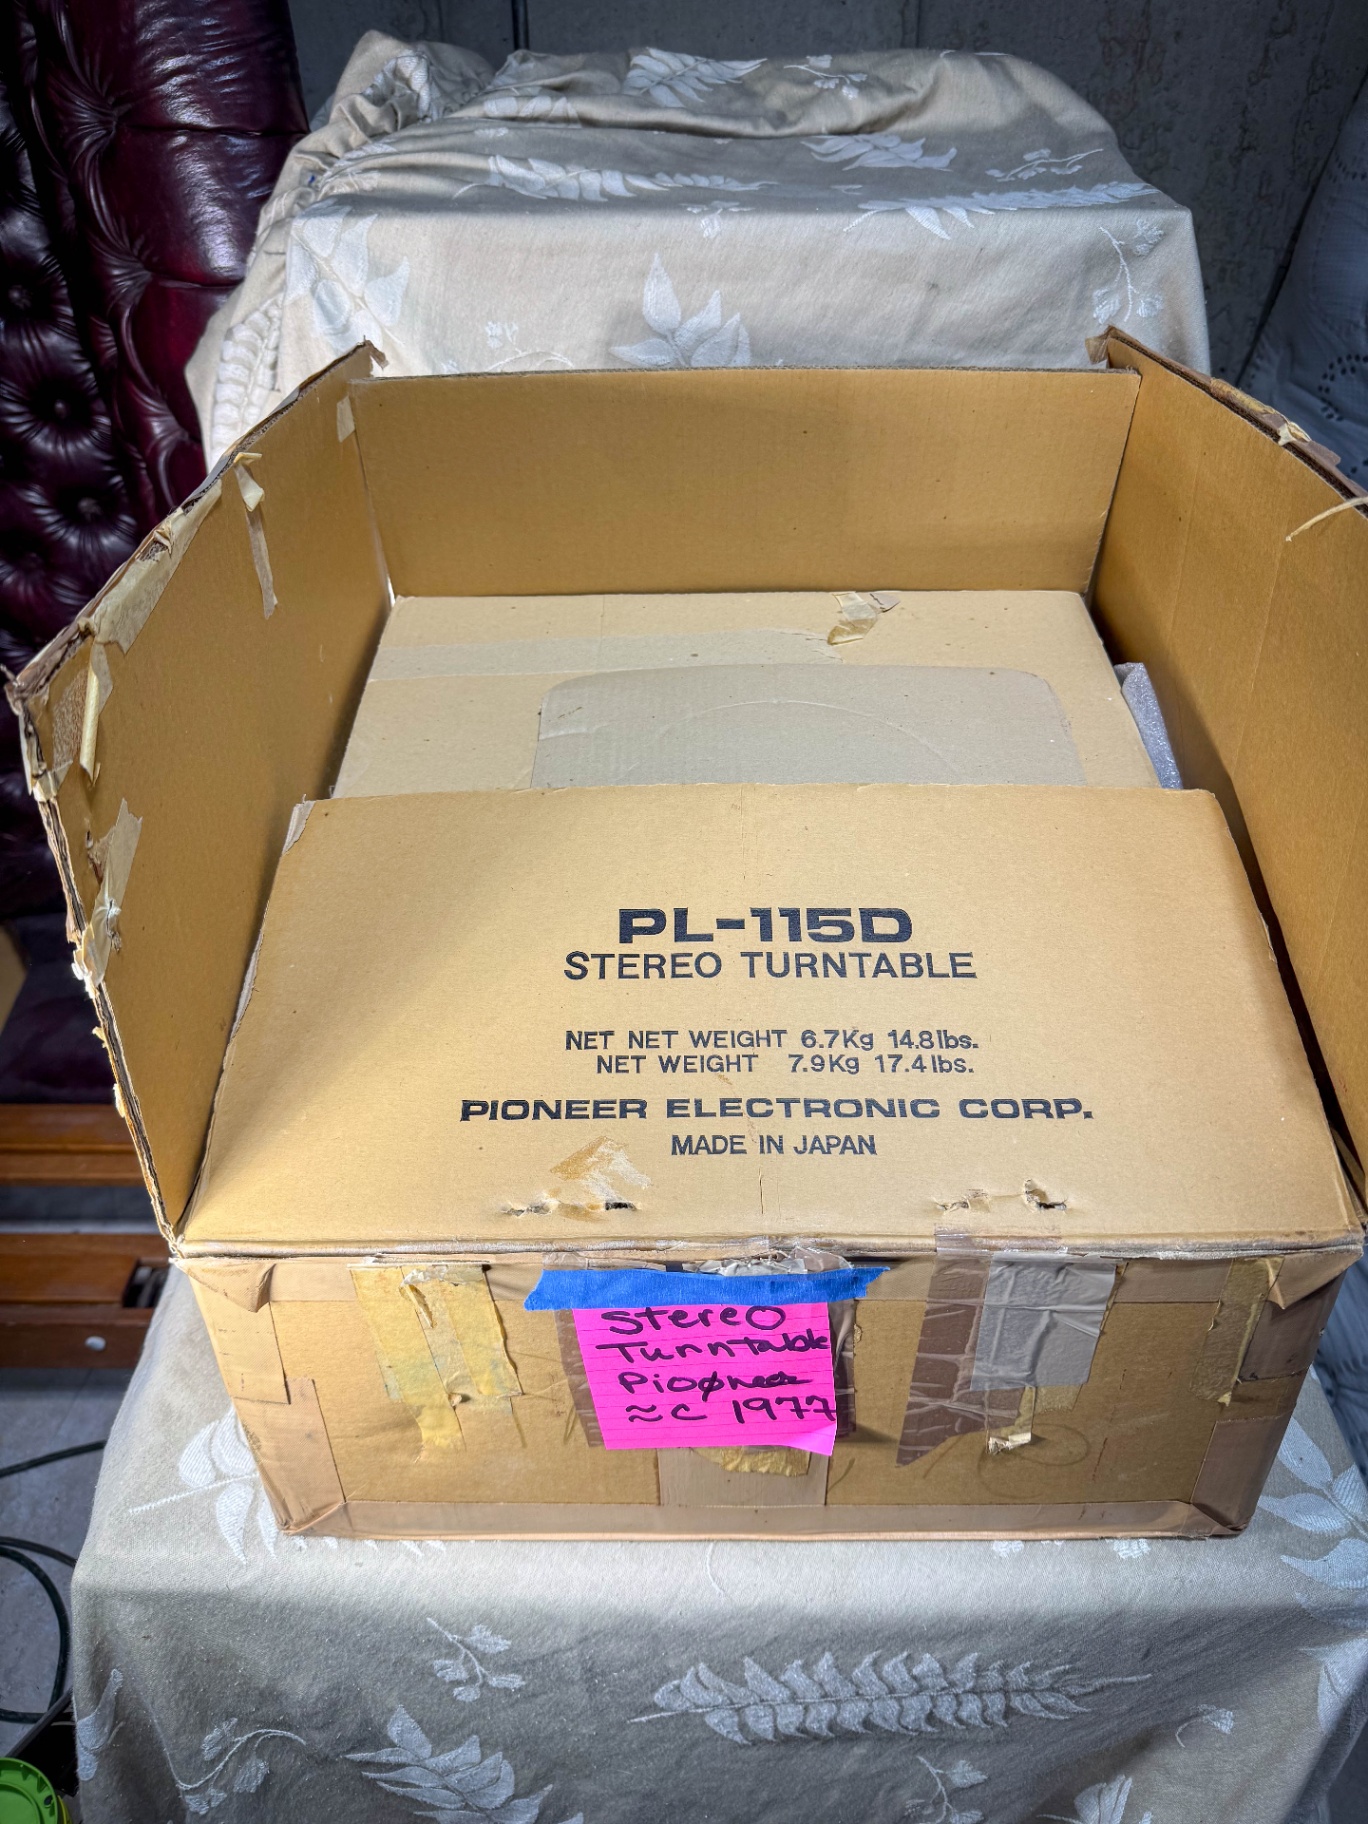 PL-115D
STEREO TURNTABLE
NET NET WEIGHT 6.7Kg 14.8lbs.
NET WEIGHT 7.9Kg 17.4lbs.
PIONEER ELECTRONIC CORP.
MADE IN JAPAN
Stereo
Turntable
Pioneer
≈ C 1977